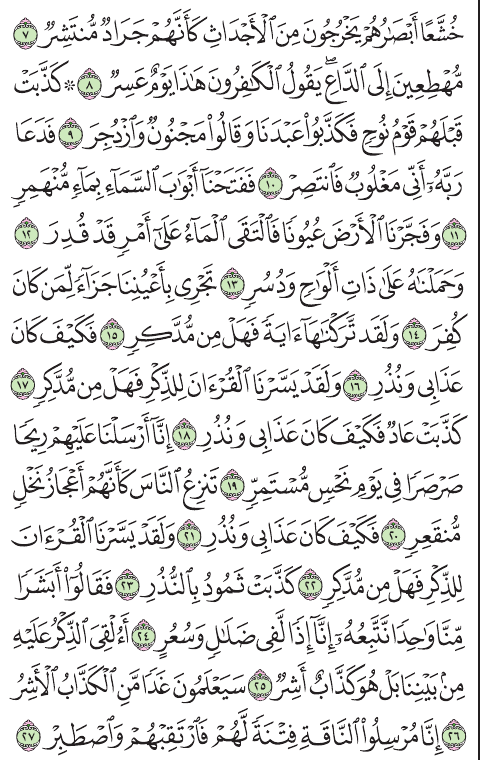 خُشَّعًا أَبْصَٰرُهُمْ يَخْرُجُونَ مِنَ ٱلْأَجْدَاثِ كَأَنَّهُمْ جَرَادٌ مُّنتَشِرٌ ٧
مُّهْطِعِينَ إِلَى ٱلدَّاعِ ۖ يَقُولُ ٱلْكَٰفِرُونَ هَٰذَا يَوْمٌ عَسِرٌ ٨ ۞ كَذَّبَتْ
قَبْلَهُمْ قَوْمُ نُوحٍ فَكَذَّبُوا۟ عَبْدَنَا وَقَالُوا۟ مَجْنُونٌ وَٱزْدُجِرَ ٩ فَدَعَا
رَبَّهُۥٓ أَنِّى مَغْلُوبٌ فَٱنتَصِرْ ١٠ فَفَتَحْنَآ أَبْوَٰبَ ٱلسَّمَآءِ بِمَآءٍ مُّنْهَمِرٍ
١١ وَفَجَّرْنَا ٱلْأَرْضَ عُيُونًا فَٱلْتَقَى ٱلْمَآءُ عَلَىٰٓ أَمْرٍ قَدْ قُدِرَ ١٢
وَحَمَلْنَٰهُ عَلَىٰ ذَاتِ أَلْوَٰحٍ وَدُسُرٍ ١٣ تَجْرِى بِأَعْيُنِنَا جَزَآءً لِّمَن كَانَ
كُفِرَ ١٤ وَلَقَد تَّرَكْنَٰهَآ ءَايَةً فَهَلْ مِن مُّدَّكِرٍ ١٥ فَكَيْفَ كَانَ
عَذَابِى وَنُذُرِ ١٦ وَلَقَدْ يَسَّرْنَا ٱلْقُرْءَانَ لِلذِّكْرِ فَهَلْ مِن مُّدَّكِرٍ ١٧
كَذَّبَتْ عَادٌ فَكَيْفَ كَانَ عَذَابِى وَنُذُرِ ١٨ إِنَّآ أَرْسَلْنَا عَلَيْهِمْ رِيحًا
صَرْصَرًا فِى يَوْمِ نَحْسٍ مُّسْتَمِرٍّ ١٩ تَنزِعُ ٱلنَّاسَ كَأَنَّهُمْ أَعْجَازُ نَخْلٍ
مُّنقَعِرٍ ٢٠ فَكَيْفَ كَانَ عَذَابِى وَنُذُرِ ٢١ وَلَقَدْ يَسَّرْنَا ٱلْقُرْءَانَ
لِلذِّكْرِ فَهَلْ مِن مُّدَّكِرٍ ٢٢ كَذَّبَتْ ثَمُودُ بِٱلنُّذُرِ ٢٣ فَقَالُوٓا۟ أَبَشَرًا
مِّنَّا وَٰحِدًا نَّتَّبِعُهُۥٓ إِنَّآ إِذًا لَّفِى ضَلَٰلٍ وَسُعُرٍ ٢٤ أَءُلْقِىَ ٱلذِّكْرُ عَلَيْهِ
مِنۢ بَيْنِنَا بَلْ هُوَ كَذَّابٌ أَشِرٌ ٢٥ سَيَعْلَمُونَ غَدًا مَّنِ ٱلْكَذَّابُ ٱلْأَشِرُ
٢٦ إِنَّا مُرْسِلُوا۟ ٱلنَّاقَةِ فِتْنَةً لَّهُمْ فَٱرْتَقِبْهُمْ وَٱصْطَبِرْ ٢٧